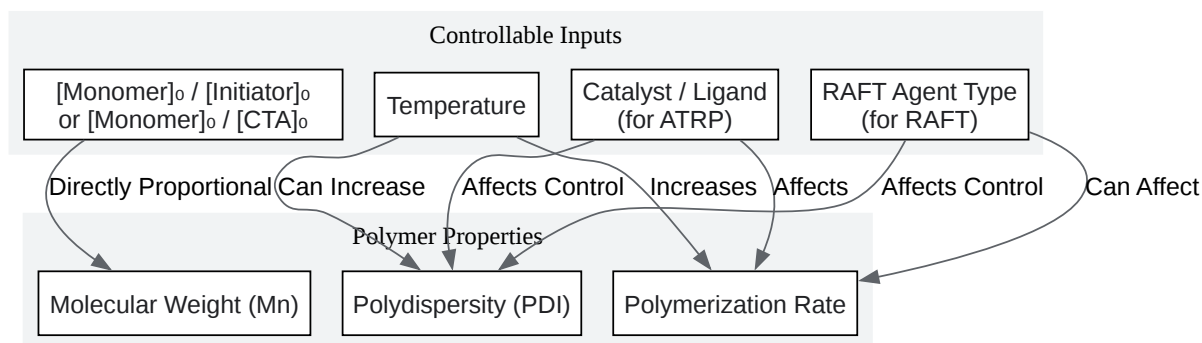 Controllable Inputs
[Monomer]₀ / [Initiator]₀
or [Monomer]₀ / [CTA]₀
Temperature
Catalyst / Ligand
(for ATRP)
RAFT Agent Type
(for RAFT)
Directly Proportional
Can Increase
Affects Control
Increases
Affects
Affects Control
Can Affect
Polymer Properties
Molecular Weight (Mn)
Polydispersity (PDI)
Polymerization Rate